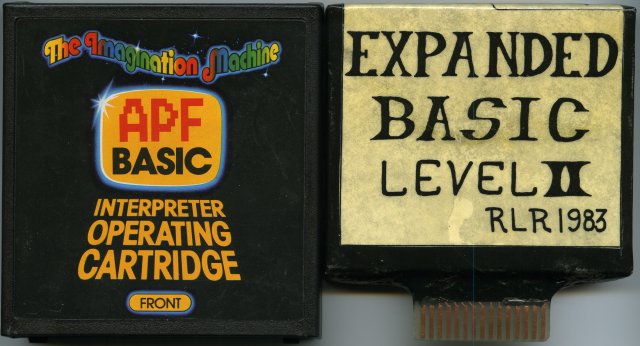 The Imagination Machine
APF
BASIC
INTERPRETER
OPERATING
CARTRIDGE
FRONT
EXPANDED
BASIC
LEVEL II
RLR 1983